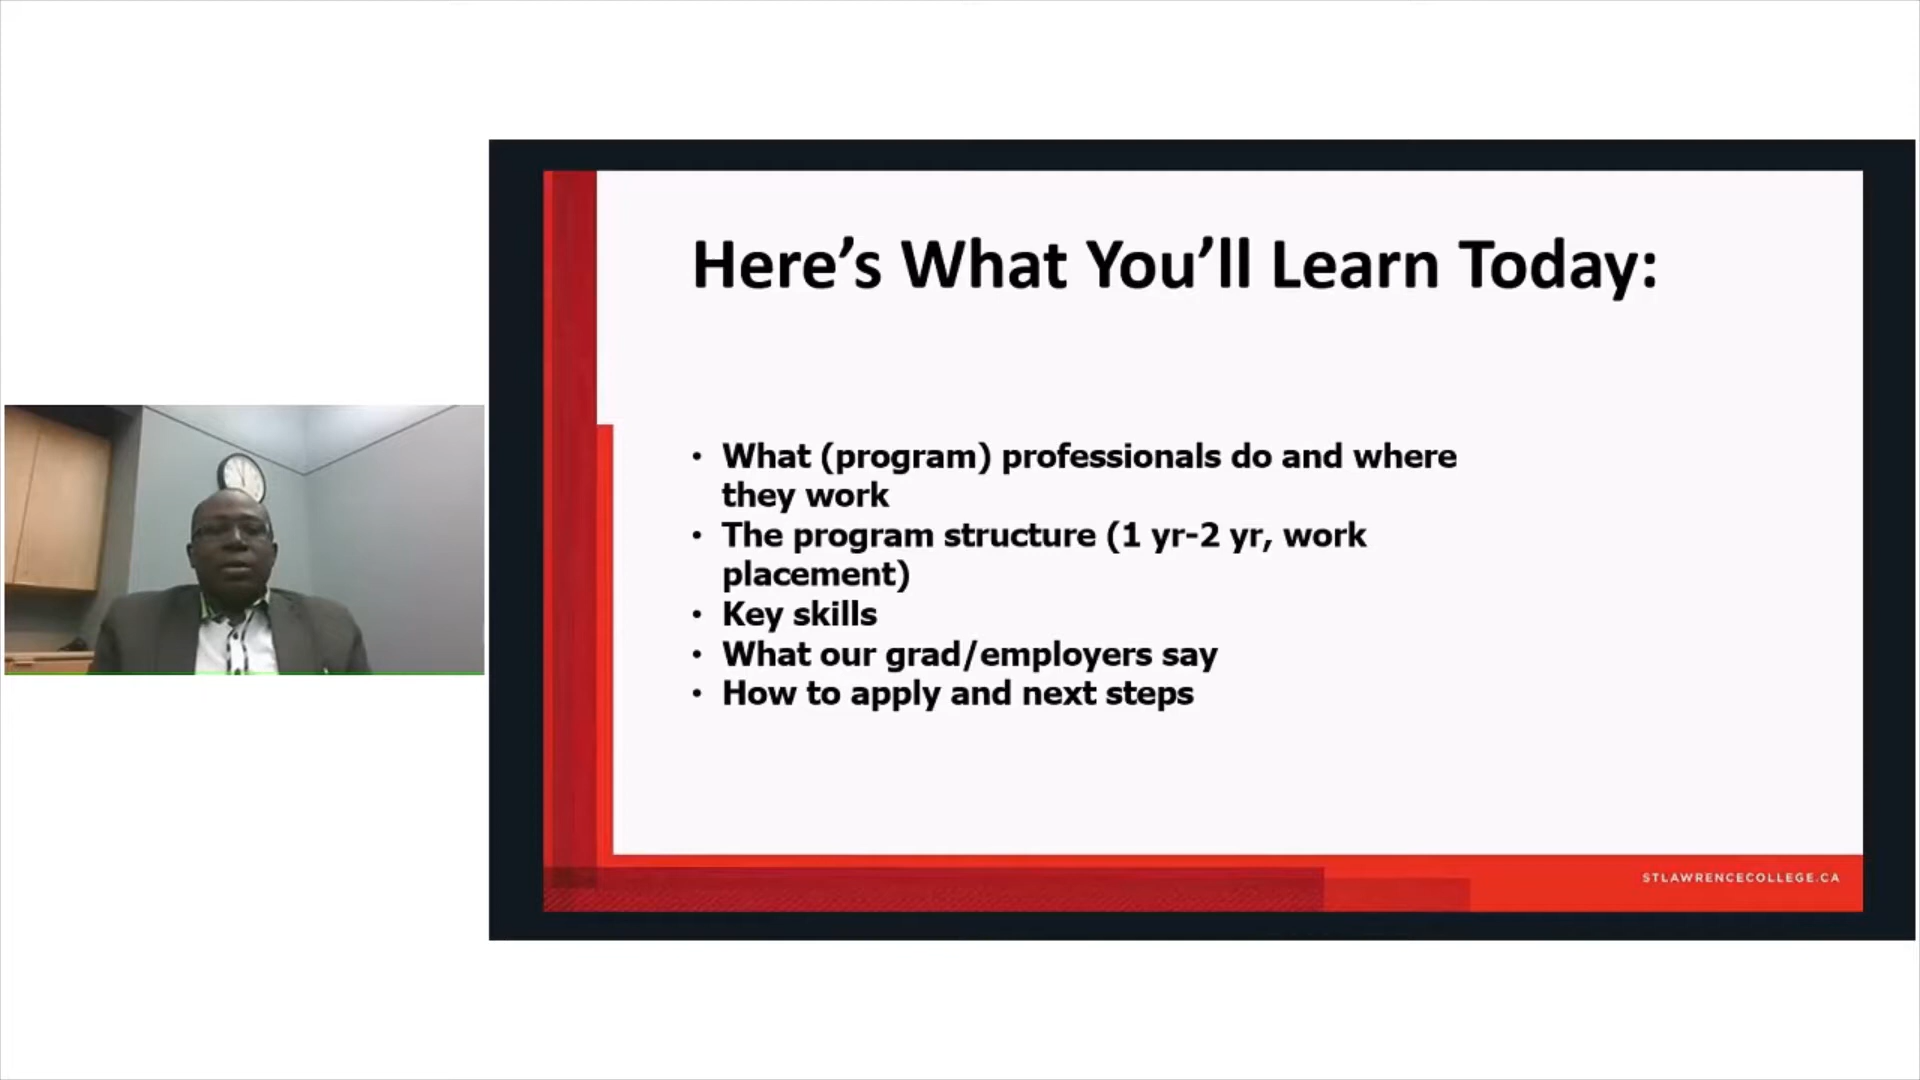 Here’s What You’ll Learn Today:
• What (program) professionals do and where
they work
• The program structure (1 yr-2 yr, work
placement)
• Key skills
• What our grad/employers say
• How to apply and next steps
STLAWRENCECOLLEGE.CA